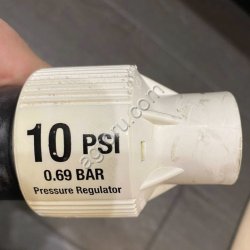 10 PSI
0.69 BAR
Pressure Regulator